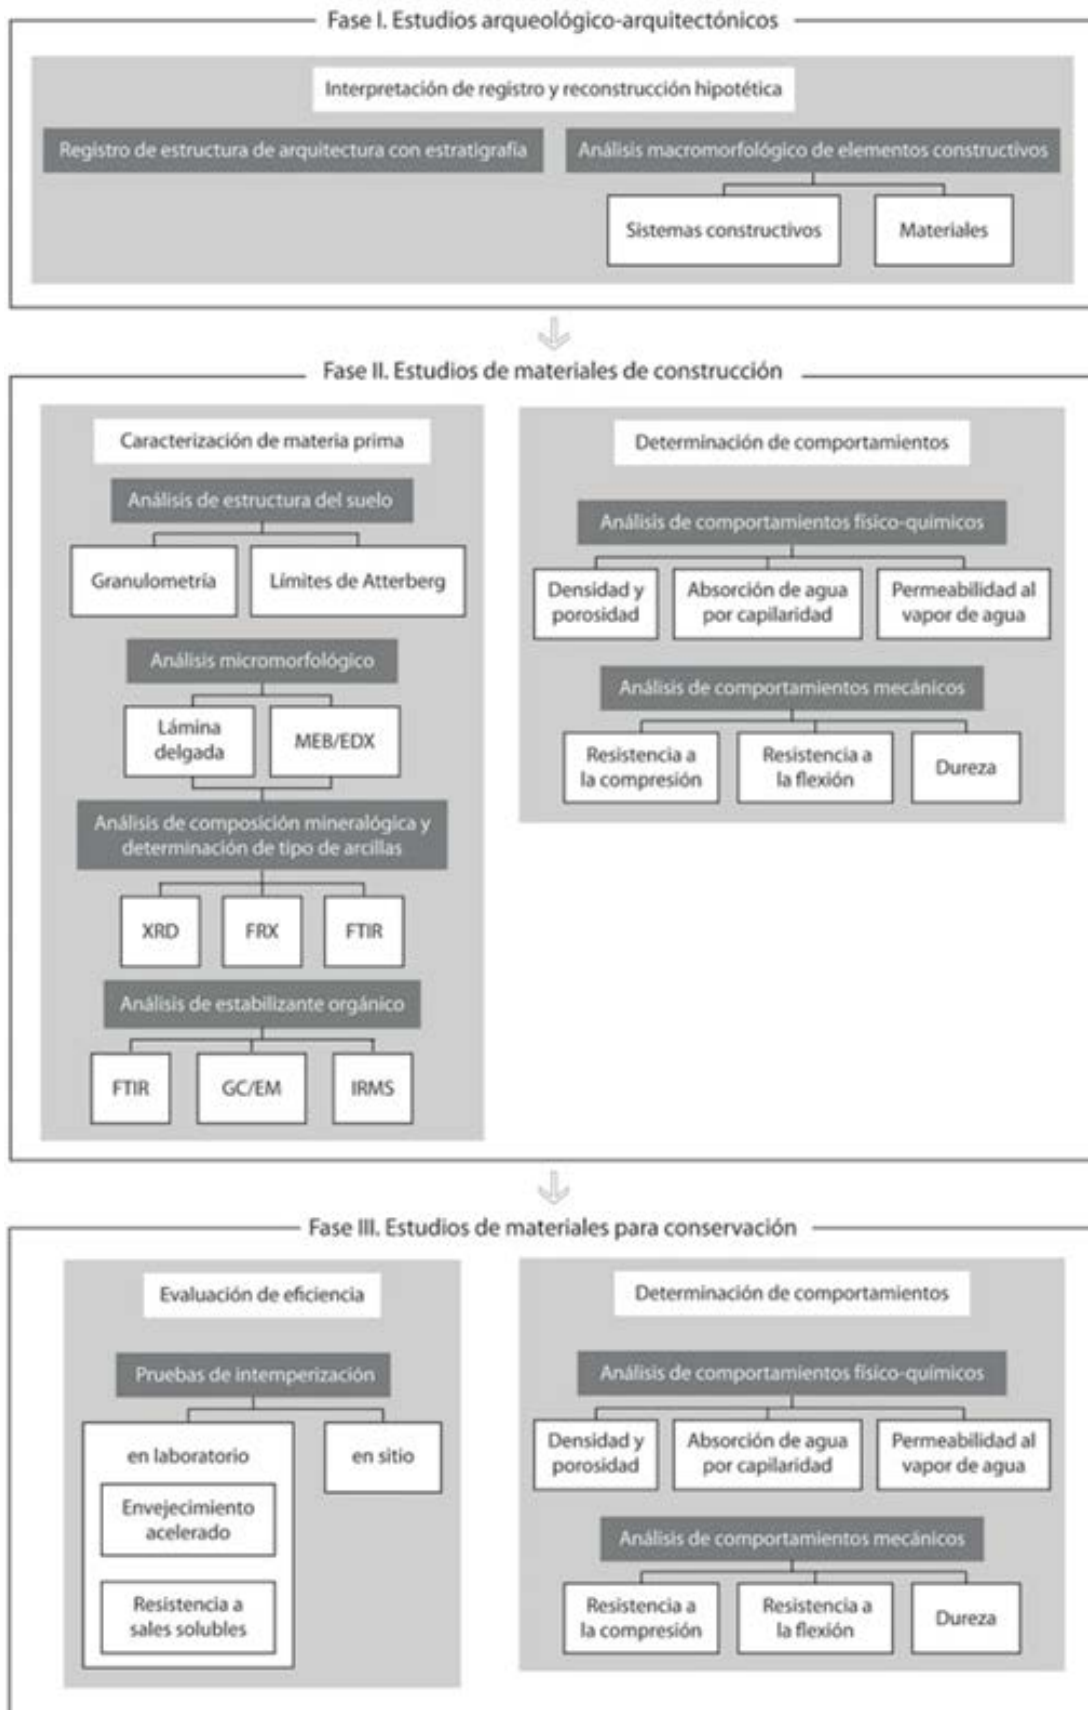 Fase I. Estudios arqueológico-arquitectónicos
Interpretación de registro y reconstrucción hipotética
Registro de estructura de arquitectura con estratigrafía
Análisis macromorfológico de elementos constructivos
Sistemas constructivos
Materiales
Fase II. Estudios de materiales de construcción
Caracterización de materia prima
Análisis de estructura del suelo
Granulometría
Límites de Atterberg
Análisis micromorfológico
Lámina
delgada
MEB/EDX
Análisis de composición mineralógica y
determinación de tipo de arcillas
XRD
FRX
FTIR
Análisis de estabilizante orgánico
FTIR
GC/EM
IRMS
Determinación de comportamientos
Análisis de comportamientos físico-químicos
Densidad y
porosidad
Absorción de agua
por capilaridad
Permeabilidad al
vapor de agua
Análisis de comportamientos mecánicos
Resistencia a
la compresión
Resistencia a
la flexión
Dureza
Fase III. Estudios de materiales para conservación
Evaluación de eficiencia
Pruebas de intemperización
en laboratorio
Envejecimiento
acelerado
Resistencia a
sales solubles
en sitio
Determinación de comportamientos
Análisis de comportamientos físico-químicos
Densidad y
porosidad
Absorción de agua
por capilaridad
Permeabilidad al
vapor de agua
Análisis de comportamientos mecánicos
Resistencia a
la compresión
Resistencia a
la flexión
Dureza